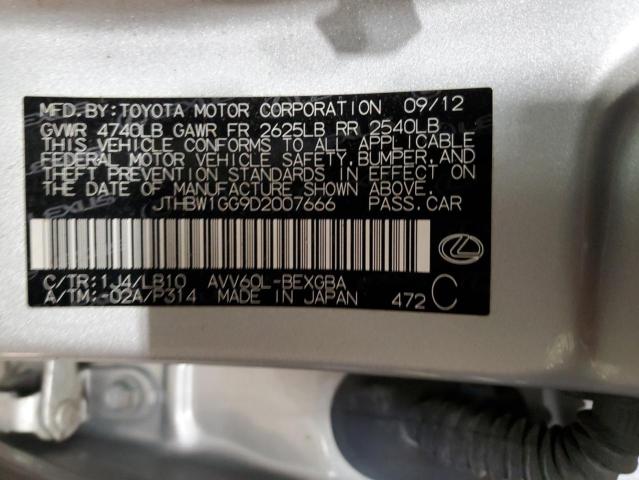 MFD.BY:TOYOTA MOTOR CORPORATION 09/12
GVWR 4740LB GAWR FR 2625LB RR 2540LB
THIS VEHICLE CONFORMS TO ALL APPLICABLE
FEDERAL MOTOR VEHICLE SAFETY,BUMPER,AND
THEFT PREVENTION STANDARDS IN EFFECT ON
THE DATE OF MANUFACTURE SHOWN ABOVE.
JTHBW1GG9D2007666 PASS.CAR
C/TR:1J4/LB10 AVV60L-BEXGBA
A/TM:-02A/P314 MADE IN JAPAN 472 C